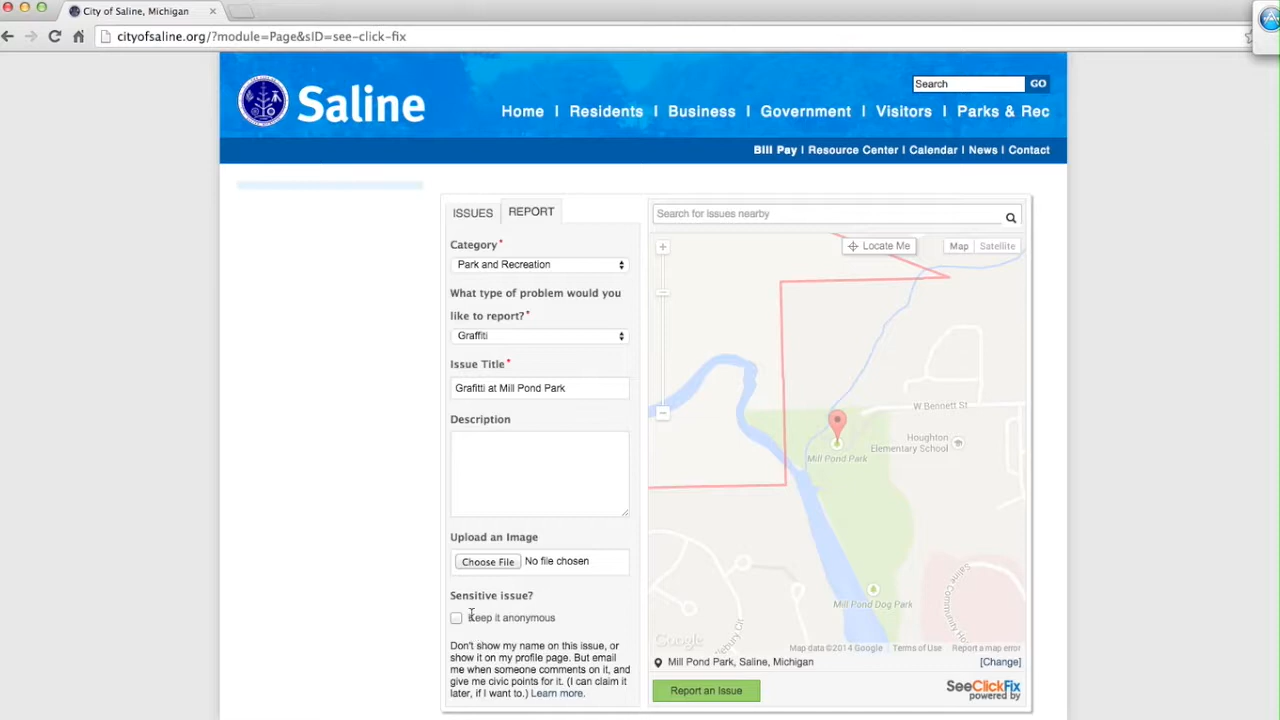 City of Saline, Michigan
cityofsaline.org/?module=Page&sID=see-click-fix
Saline
Search GO
Home | Residents | Business | Government | Visitors | Parks & Rec
Bill Pay | Resource Center | Calendar | News | Contact
ISSUES REPORT
Category*
Park and Recreation
What type of problem would you
like to report?*
Graffiti
Issue Title*
Grafitti at Mill Pond Park
Description
Upload an Image
Choose File No file chosen
Sensitive issue?
Keep it anonymous
Don't show my name on this issue, or
show it on my profile page. But email
me when someone comments on it, and
give me civic points for it. (I can claim it
later, if I want to.) Learn more.
Search for issues nearby
Locate Me
Map Satellite
W Bennett St
Houghton
Elementary School
Mill Pond Park
Mill Pond Dog Park
Saline
Community
Google
Map data ©2014 Google Terms of Use Report a map error
Mill Pond Park, Saline, Michigan [Change]
Report an Issue
SeeClickFix
powered by